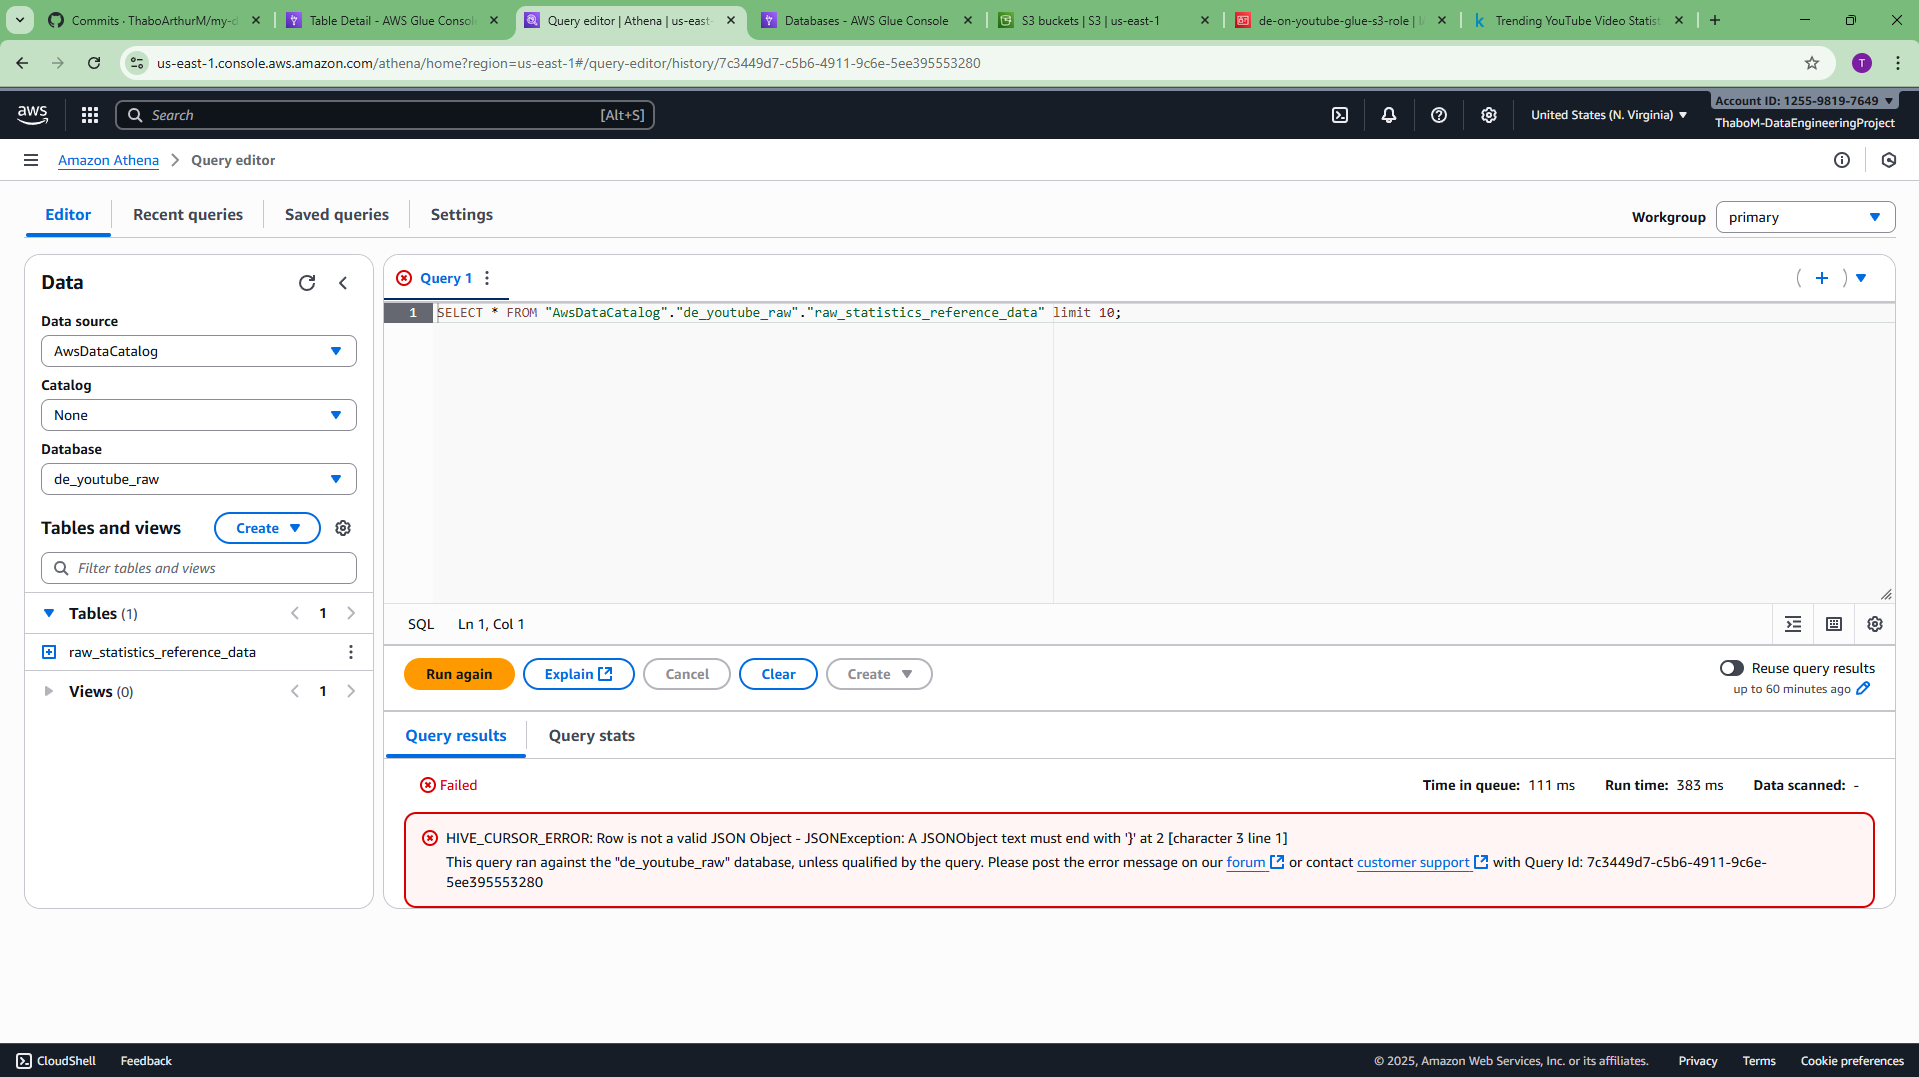 Commits · ThaboArthurM/my-d
Table Detail - AWS Glue Console
Query editor | Athena | us-east-
Databases - AWS Glue Console
S3 buckets | S3 | us-east-1
de-on-youtube-glue-s3-role | I
Trending YouTube Video Statist
us-east-1.console.aws.amazon.com/athena/home?region=us-east-1#/query-editor/history/7c3449d7-c5b6-4911-9c6e-5ee395553280
T
aws
Search
[Alt+S]
United States (N. Virginia)
Account ID: 1255-9819-7649
ThaboM-DataEngineeringProject
Amazon Athena
Query editor
Editor
Recent queries
Saved queries
Settings
Workgroup
primary
Data
Data source
AwsDataCatalog
Catalog
None
Database
de_youtube_raw
Tables and views
Create
Filter tables and views
Tables (1)
1
raw_statistics_reference_data
Views (0)
1
Query 1
1
SELECT * FROM "AwsDataCatalog"."de_youtube_raw"."raw_statistics_reference_data" limit 10;
SQL
Ln 1, Col 1
Run again
Explain
Cancel
Clear
Create
Reuse query results
up to 60 minutes ago
Query results
Query stats
Failed
Time in queue: 111 ms
Run time: 383 ms
Data scanned: -
HIVE_CURSOR_ERROR: Row is not a valid JSON Object - JSONException: A JSONObject text must end with '}' at 2 [character 3 line 1]
This query ran against the "de_youtube_raw" database, unless qualified by the query. Please post the error message on our forum or contact customer support with Query Id: 7c3449d7-c5b6-4911-9c6e-
5ee395553280
CloudShell
Feedback
© 2025, Amazon Web Services, Inc. or its affiliates.
Privacy
Terms
Cookie preferences